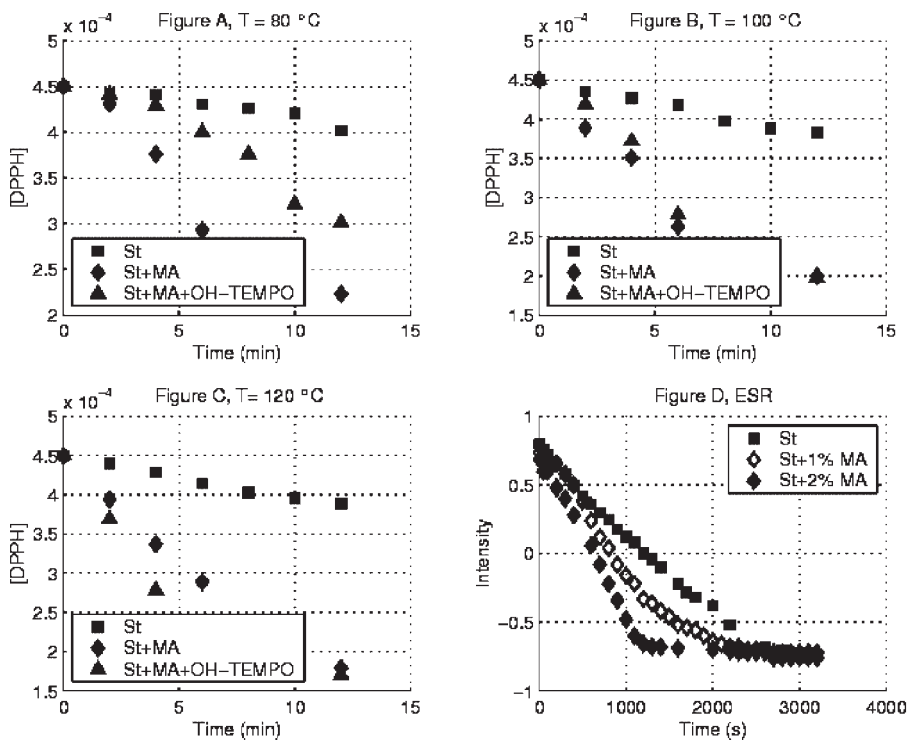 Figure A, T = 80 °C
x 10⁻⁴
5
4.5
4
3.5
3
2.5
2
[DPPH]
St
St+MA
St+MA+OH−TEMPO
0 5 10 15
Time (min)
Figure B, T = 100 °C
x 10⁻⁴
5
4.5
4
3.5
3
2.5
2
1.5
[DPPH]
St
St+MA
St+MA+OH−TEMPO
0 5 10 15
Time (min)
Figure C, T= 120 °C
x 10⁻⁴
5
4.5
4
3.5
3
2.5
2
1.5
[DPPH]
St
St+MA
St+MA+OH−TEMPO
0 5 10 15
Time (min)
Figure D, ESR
1
0.5
0
−0.5
−1
Intensity
St
St+1% MA
St+2% MA
0 1000 2000 3000 4000
Time (s)